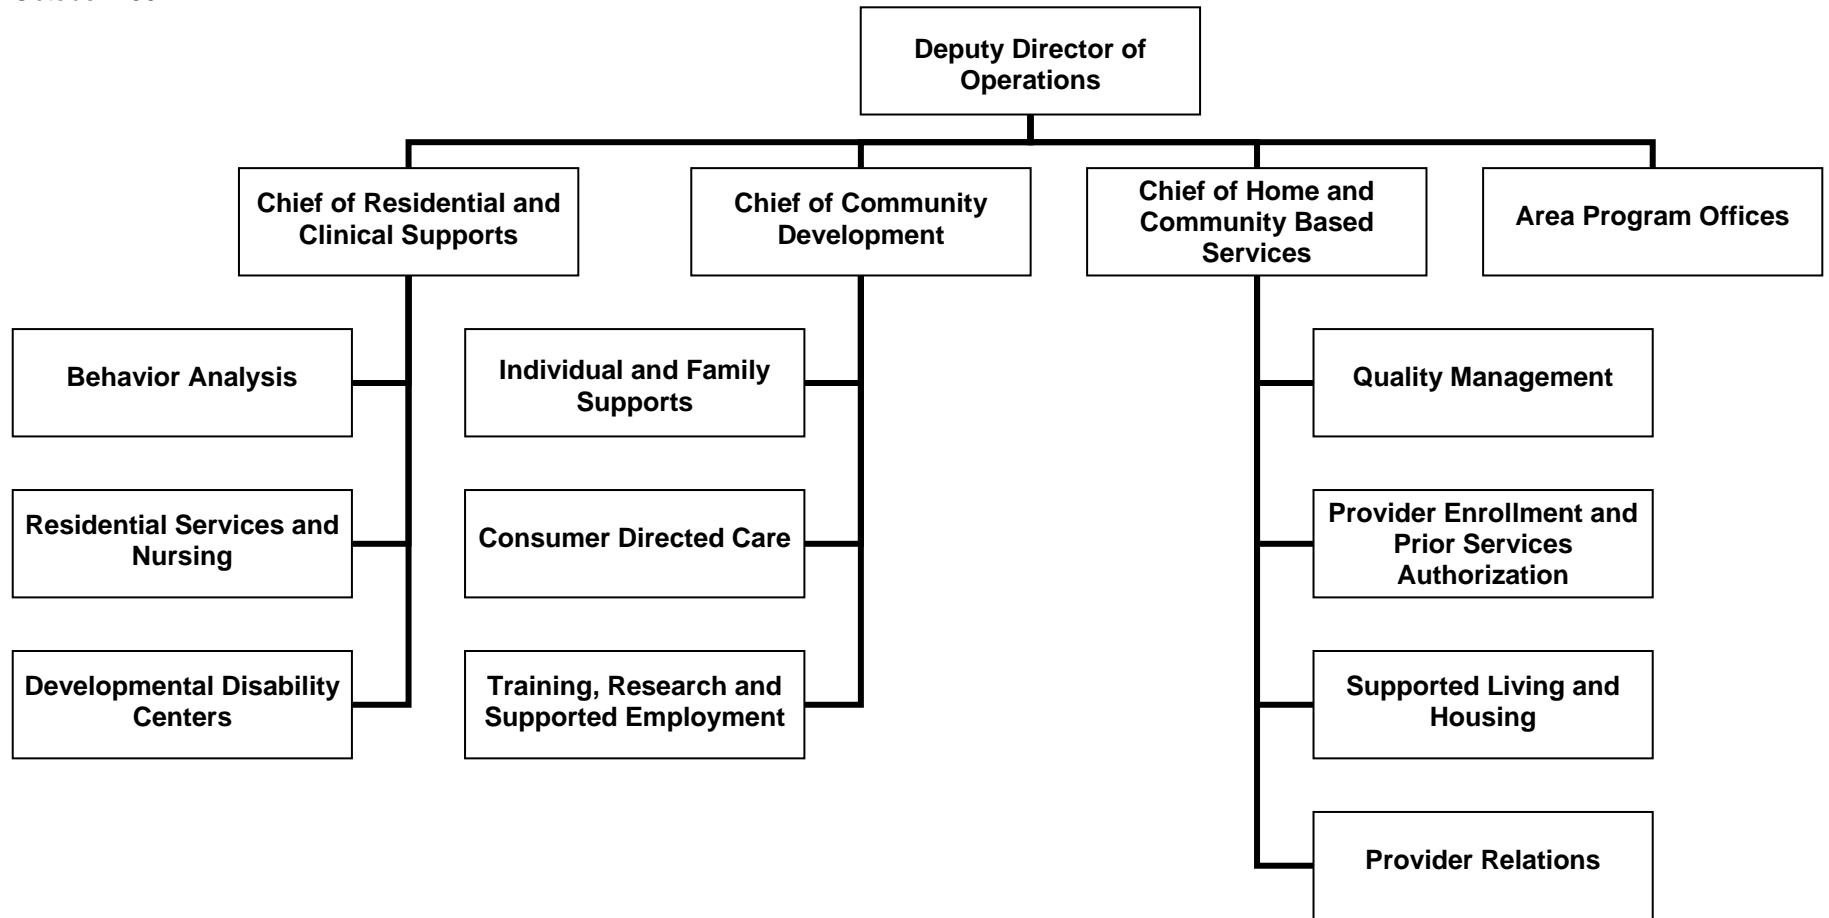 Deputy Director of
Operations
Chief of Residential and
Clinical Supports
Chief of Community
Development
Chief of Home and
Community Based
Services
Area Program Offices
Behavior Analysis
Individual and Family
Supports
Quality Management
Residential Services and
Nursing
Consumer Directed Care
Provider Enrollment and
Prior Services
Authorization
Developmental Disability
Centers
Training, Research and
Supported Employment
Supported Living and
Housing
Provider Relations